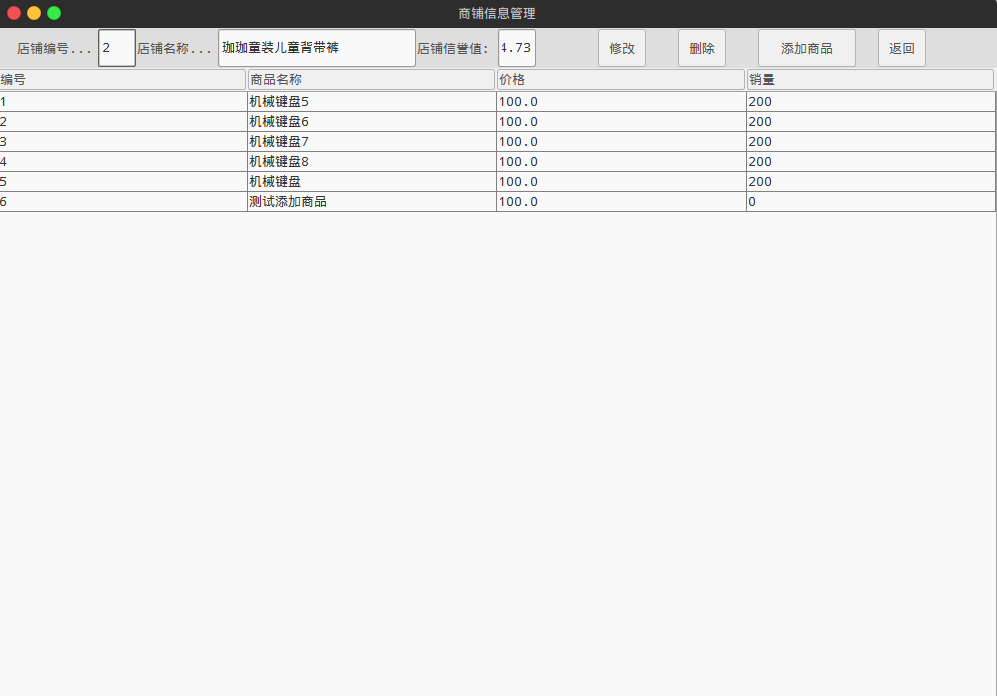 商铺信息管理
店铺编号... 2 店铺名称... 珈珈童装儿童背带裤 店铺信誉值: 4.73 修改 删除 添加商品 返回
编号 商品名称 价格 销量
1 机械键盘5 100.0 200
2 机械键盘6 100.0 200
3 机械键盘7 100.0 200
4 机械键盘8 100.0 200
5 机械键盘 100.0 200
6 测试添加商品 100.0 0